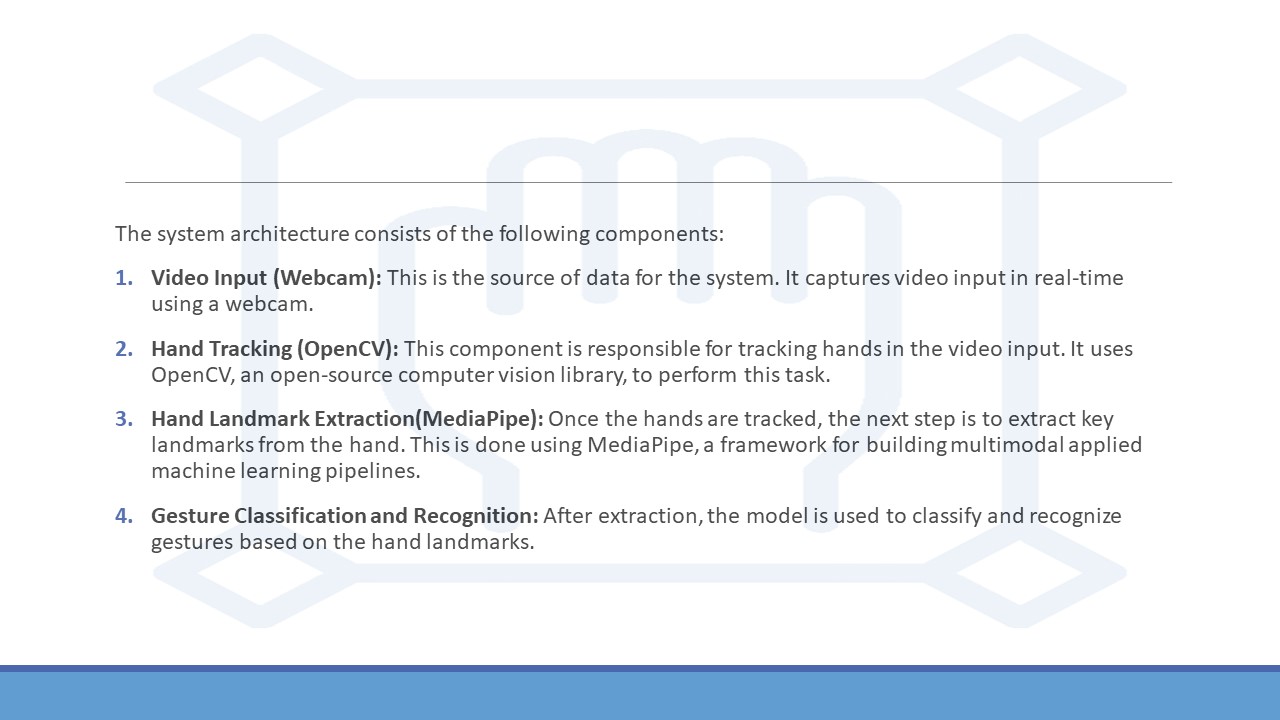 The system architecture consists of the following components:
1. Video Input (Webcam): This is the source of data for the system. It captures video input in real-time
using a webcam.
2. Hand Tracking (OpenCV): This component is responsible for tracking hands in the video input. It uses
OpenCV, an open-source computer vision library, to perform this task.
3. Hand Landmark Extraction(MediaPipe): Once the hands are tracked, the next step is to extract key
landmarks from the hand. This is done using MediaPipe, a framework for building multimodal applied
machine learning pipelines.
4. Gesture Classification and Recognition: After extraction, the model is used to classify and recognize
gestures based on the hand landmarks.